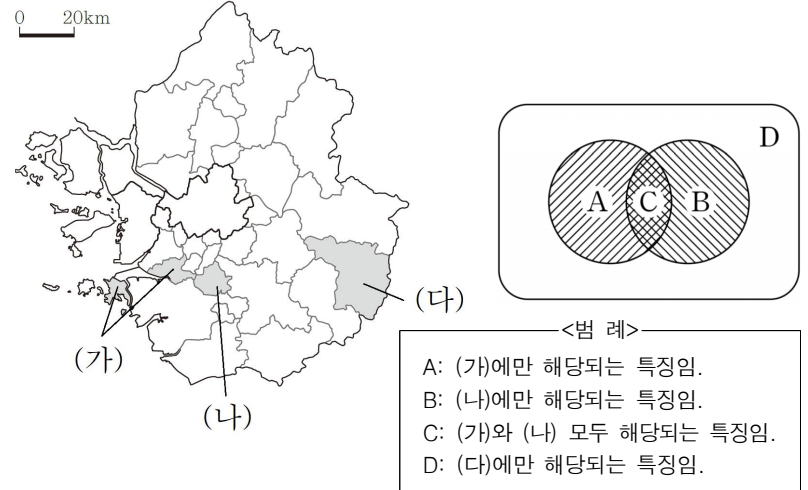 0 20km
(가)
(나)
(다)
A
C
B
D
<범 례>
A: (가)에만 해당되는 특징임.
B: (나)에만 해당되는 특징임.
C: (가)와 (나) 모두 해당되는 특징임.
D: (다)에만 해당되는 특징임.